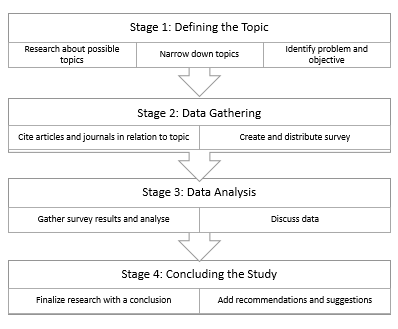 Stage 1: Defining the Topic
Research about possible
topics
Narrow down topics
Identify problem and
objective
Stage 2: Data Gathering
Cite articles and journals in relation to topic
Create and distribute survey
Stage 3: Data Analysis
Gather survey results and analyse
Discuss data
Stage 4: Concluding the Study
Finalize research with a conclusion
Add recommendations and suggestions